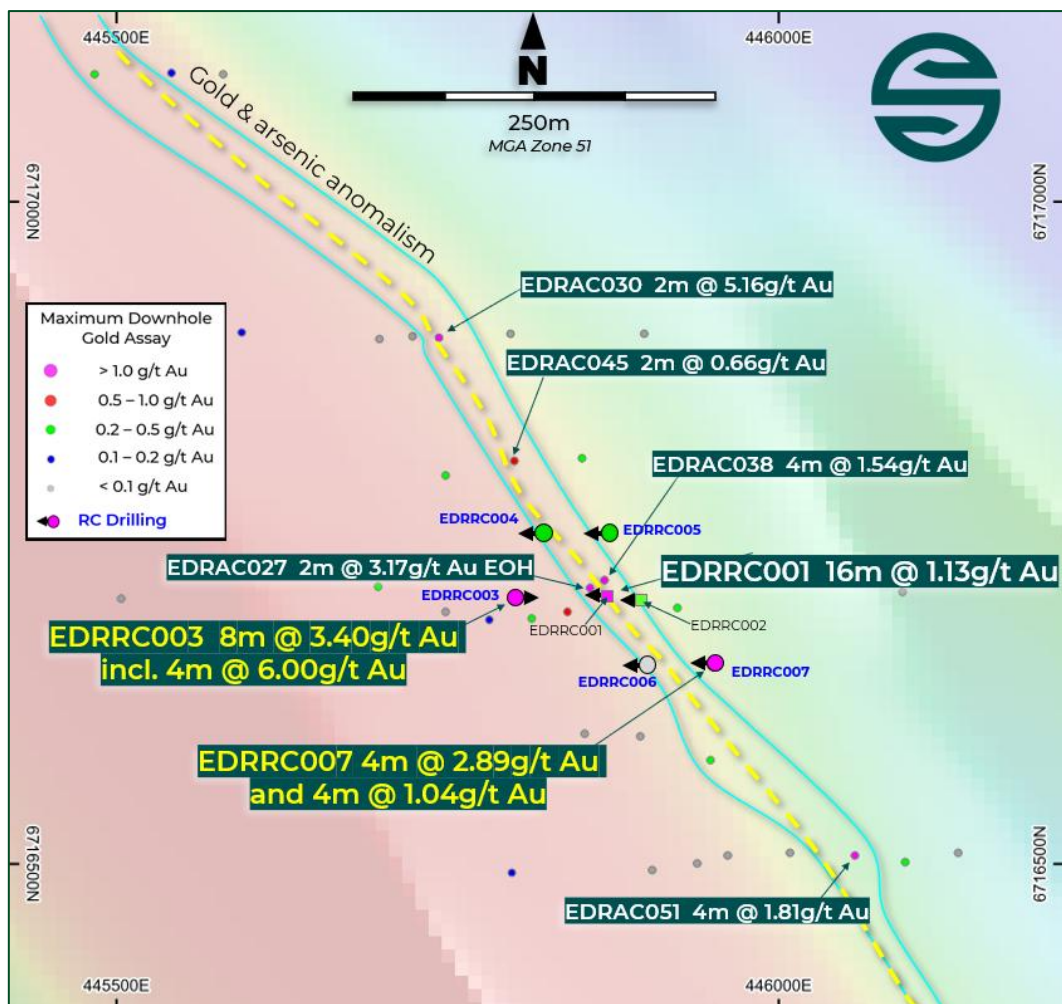 445500E
446000E
N
250m
MGA Zone 51
Gold & arsenic anomalism
6717000N
6717000N
EDRAC030 2m @ 5.16g/t Au
Maximum Downhole
Gold Assay
> 1.0 g/t Au
0.5 – 1.0 g/t Au
0.2 – 0.5 g/t Au
0.1 – 0.2 g/t Au
< 0.1 g/t Au
RC Drilling
EDRAC045 2m @ 0.66g/t Au
EDRAC038 4m @ 1.54g/t Au
EDRRC004
EDRRC005
EDRAC027 2m @ 3.17g/t Au EOH
EDRRC001 16m @ 1.13g/t Au
EDRRC003
EDRRC001
EDRRC002
EDRRC003 8m @ 3.40g/t Au
incl. 4m @ 6.00g/t Au
EDRRC006
EDRRC007
EDRRC007 4m @ 2.89g/t Au
and 4m @ 1.04g/t Au
6716500N
6716500N
EDRAC051 4m @ 1.81g/t Au
445500E
446000E